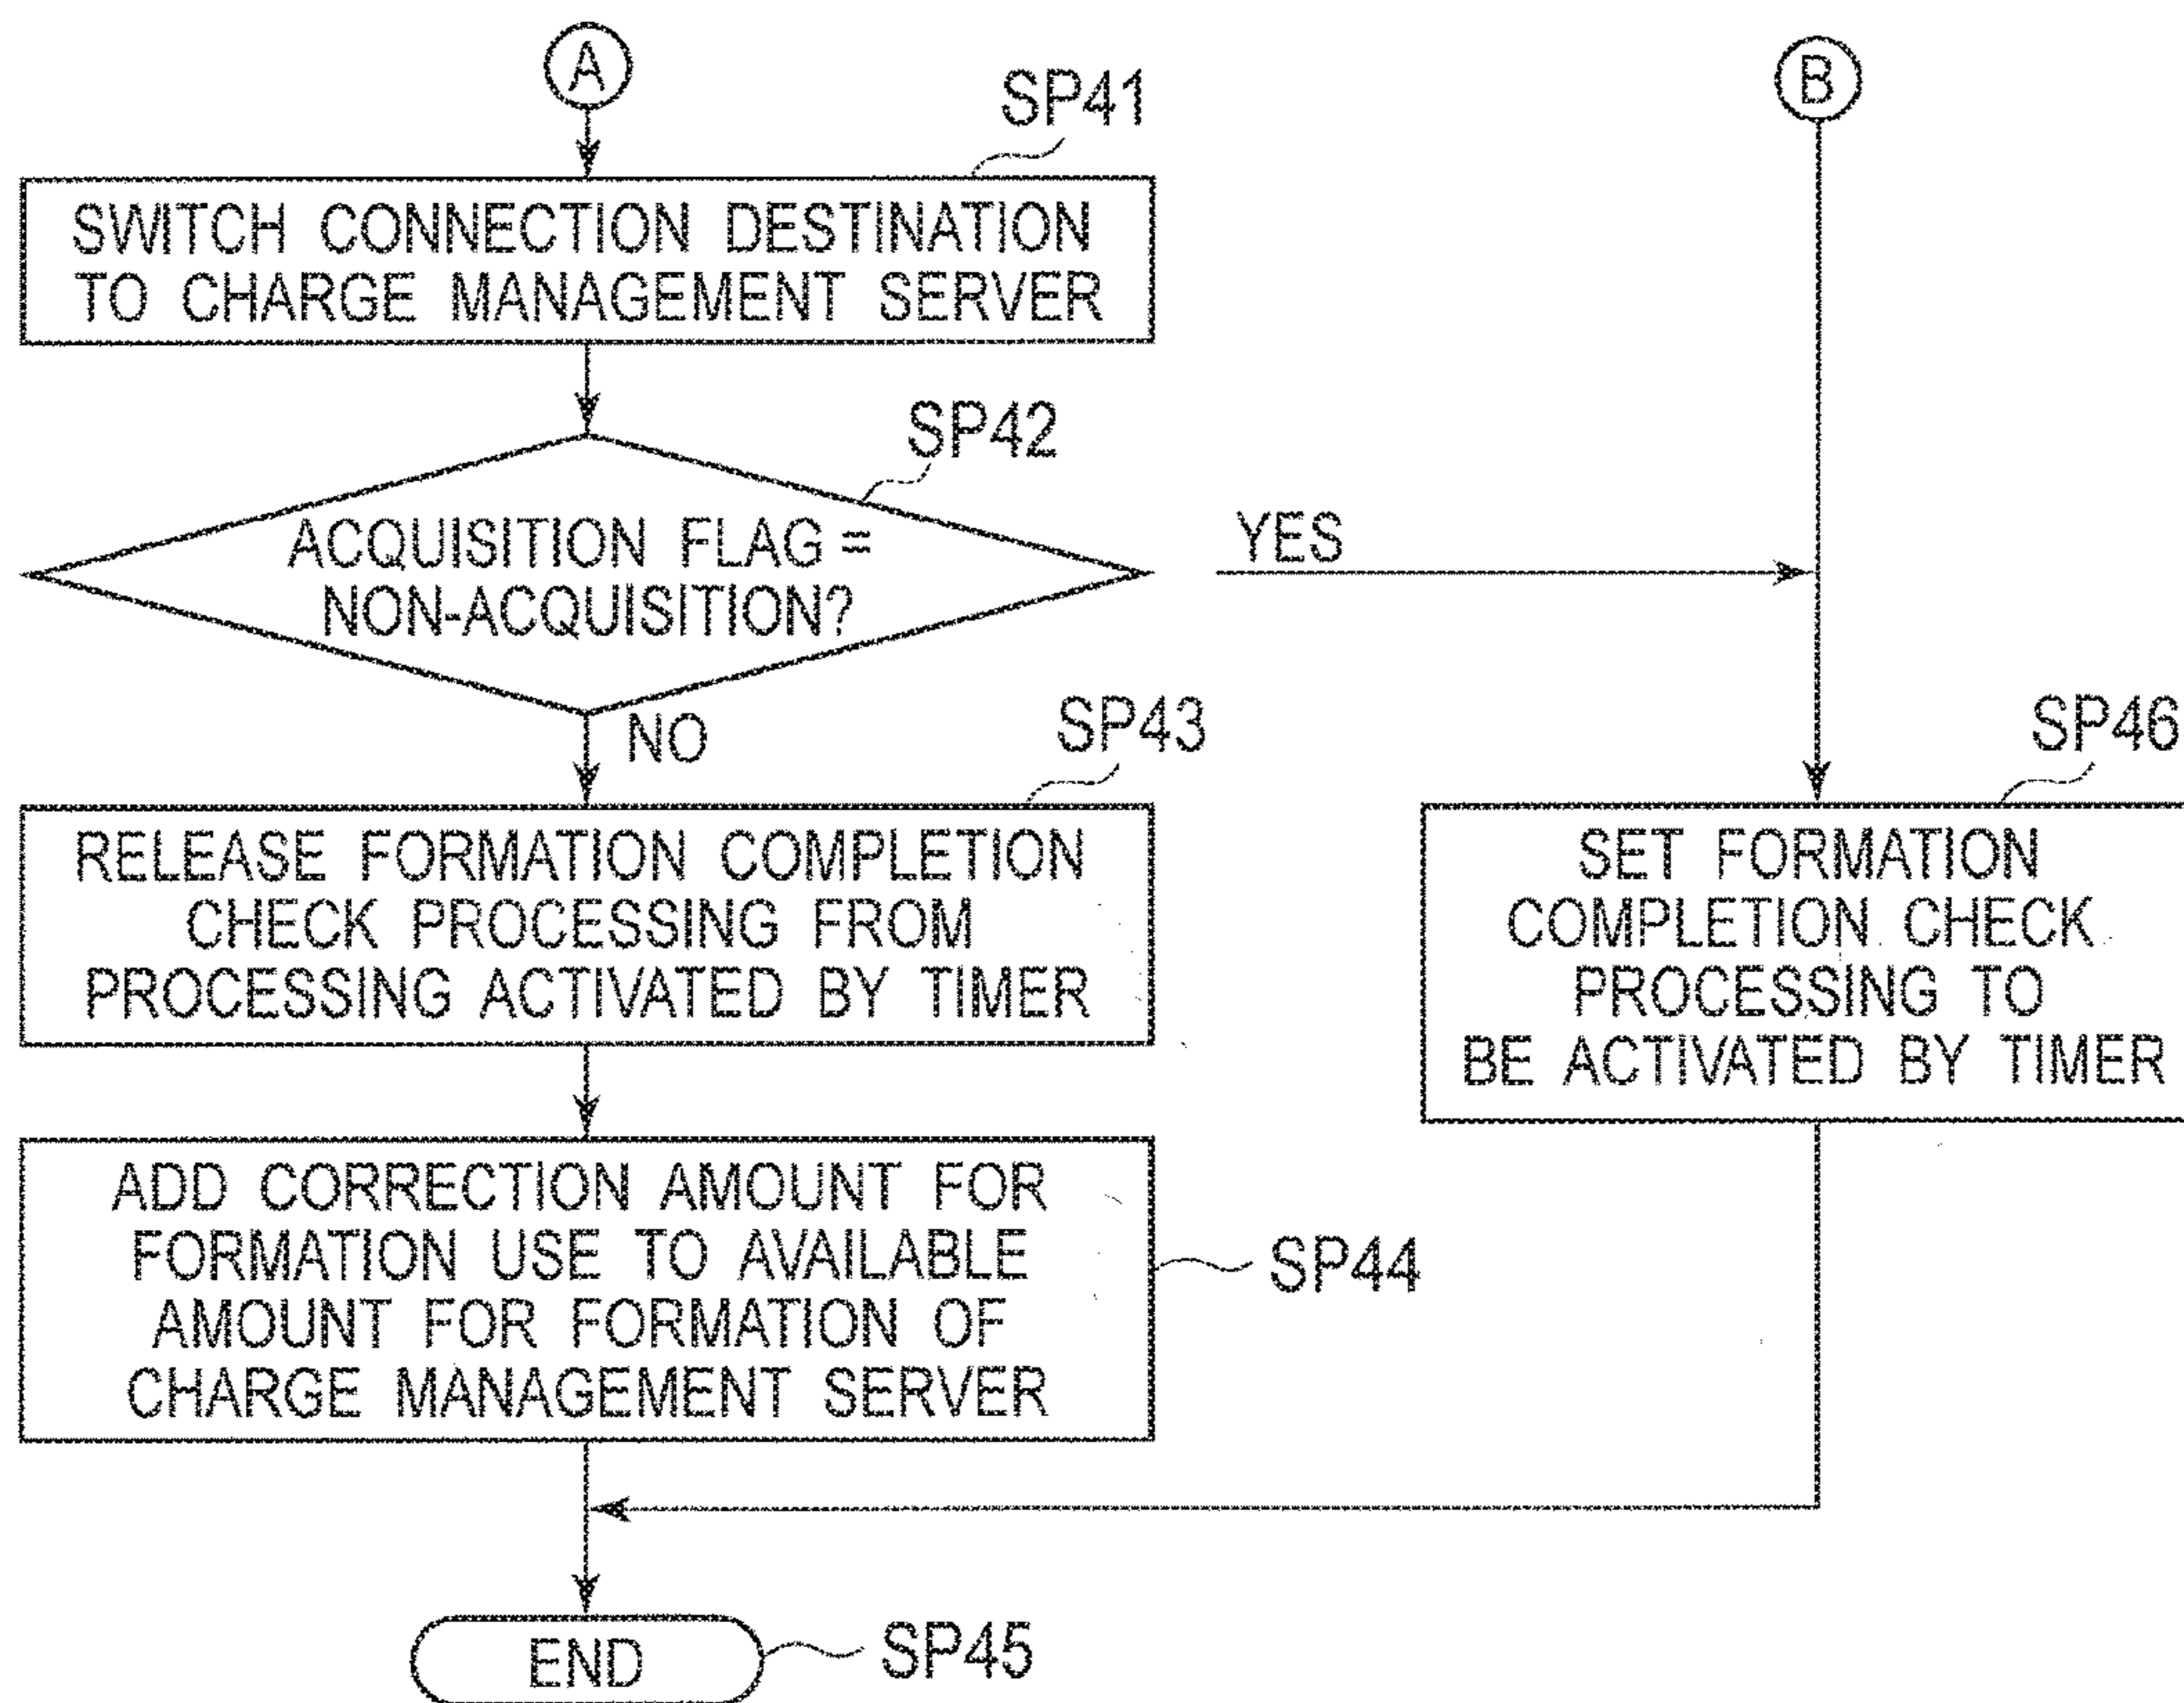 A
B
SP41
SWITCH CONNECTION DESTINATION
TO CHARGE MANAGEMENT SERVER
SP42
ACQUISITION FLAG =
NON-ACQUISITION?
YES
NO
SP43
RELEASE FORMATION COMPLETION
CHECK PROCESSING FROM
PROCESSING ACTIVATED BY TIMER
SP46
SET FORMATION
COMPLETION CHECK
PROCESSING TO
BE ACTIVATED BY TIMER
ADD CORRECTION AMOUNT FOR
FORMATION USE TO AVAILABLE
AMOUNT FOR FORMATION OF
CHARGE MANAGEMENT SERVER
SP44
END
SP45